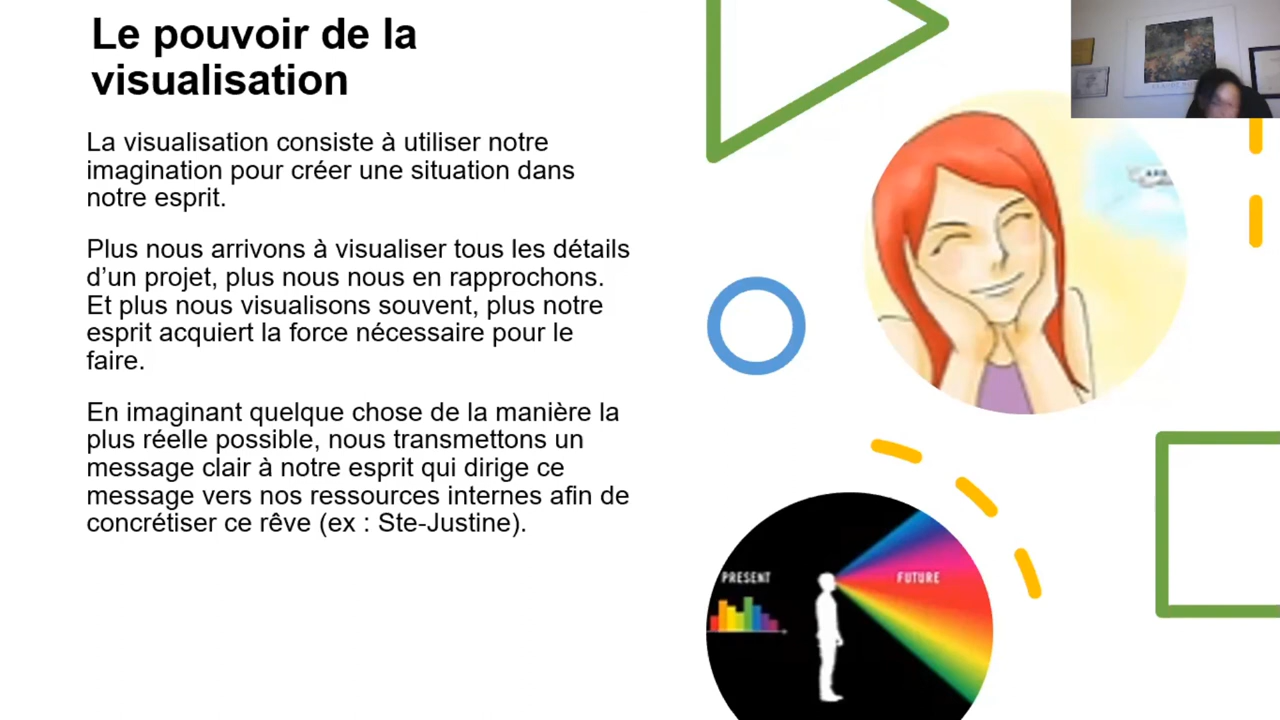 Le pouvoir de la
visualisation
La visualisation consiste à utiliser notre
imagination pour créer une situation dans
notre esprit.
Plus nous arrivons à visualiser tous les détails
d’un projet, plus nous nous en rapprochons.
Et plus nous visualisons souvent, plus notre
esprit acquiert la force nécessaire pour le
faire.
En imaginant quelque chose de la manière la
plus réelle possible, nous transmettons un
message clair à notre esprit qui dirige ce
message vers nos ressources internes afin de
concrétiser ce rêve (ex : Ste-Justine).
PRESENT
FUTURE